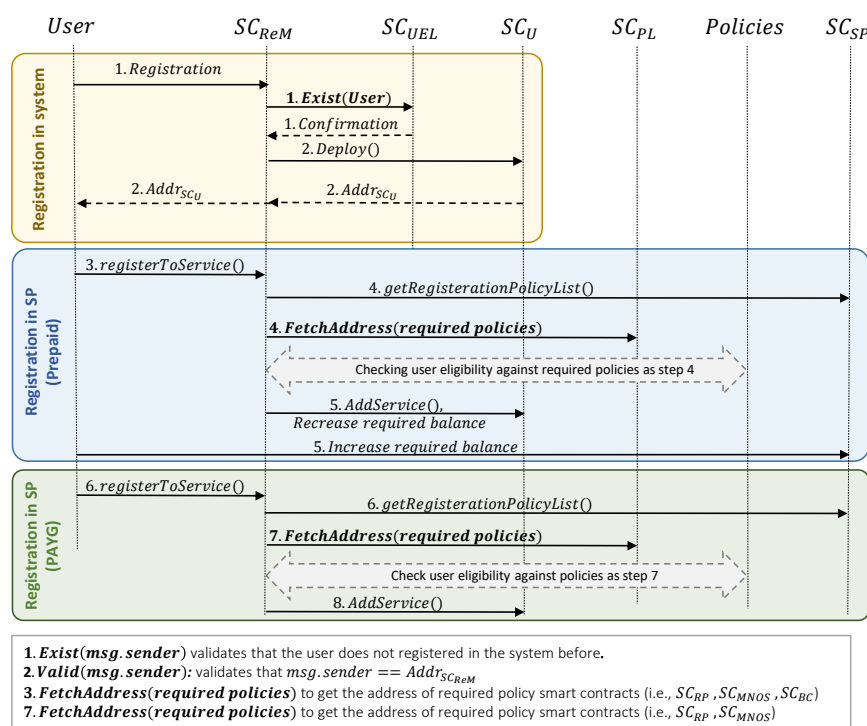 User SC_ReM SC_UEL SC_U SC_PL Policies SC_SP
Registration in system
1. Registration
1. Exist(User)
1. Confirmation
2. Deploy()
2. Addr_SC_U 2. Addr_SC_U
Registration in SP
(Prepaid)
3. registerToService()
4. getRegisterationPolicyList()
4. FetchAddress(required policies)
Checking user eligibility against required policies as step 4
5. AddService(),
Recrease required balance
5. Increase required balance
Registration in SP
(PAYG)
6. registerToService()
6. getRegisterationPolicyList()
7. FetchAddress(required policies)
Check user eligibility against policies as step 7
8. AddService()
1. Exist(msg.sender) validates that the user does not registered in the system before.
2. Valid(msg.sender): validates that msg.sender == Addr_SC_ReM
3. FetchAddress(required policies) to get the address of required policy smart contracts (i.e., SC_RP , SC_MNOS , SC_BC)
7. FetchAddress(required policies) to get the address of required policy smart contracts (i.e., SC_RP , SC_MNOS)